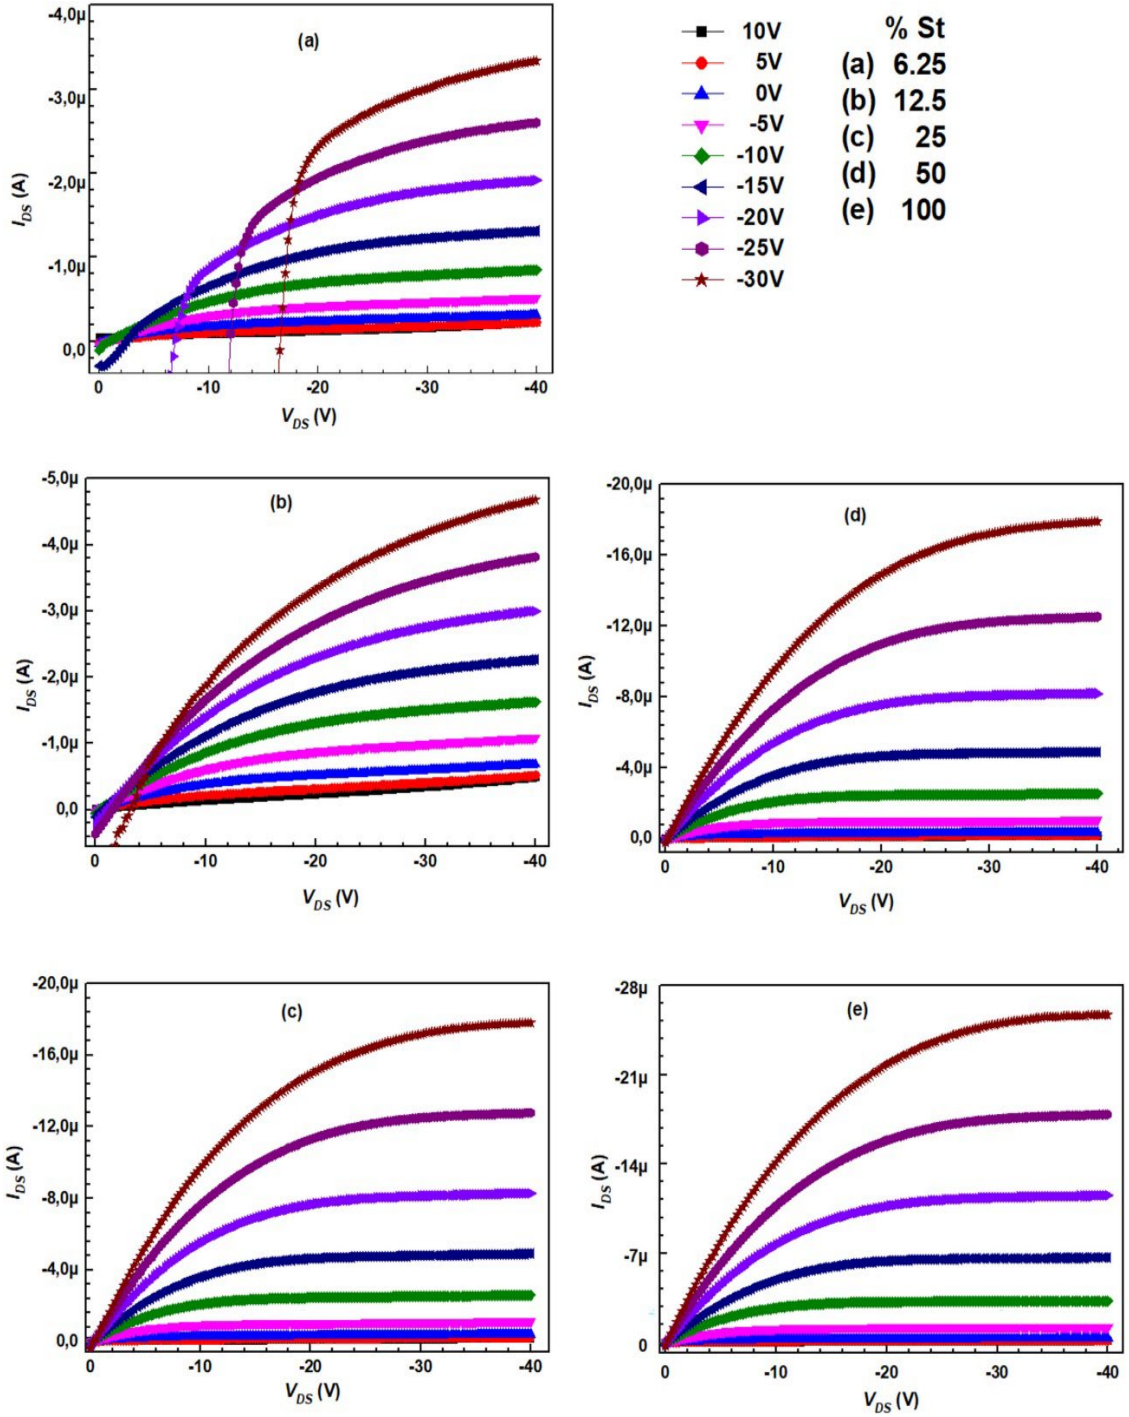 -4,0µ
-3,0µ
-2,0µ
-1,0µ
0,0
I_DS (A)
(a)
0 -10 -20 -30 -40
V_DS (V)
10V
5V
0V
-5V
-10V
-15V
-20V
-25V
-30V
% St
(a) 6.25
(b) 12.5
(c) 25
(d) 50
(e) 100
-5,0µ
-4,0µ
-3,0µ
-2,0µ
-1,0µ
0,0
I_DS (A)
(b)
0 -10 -20 -30 -40
V_DS (V)
-20,0µ
-16,0µ
-12,0µ
-8,0µ
-4,0µ
0,0
I_DS (A)
(d)
0 -10 -20 -30 -40
V_DS (V)
-20,0µ
-16,0µ
-12,0µ
-8,0µ
-4,0µ
0,0
I_DS (A)
(c)
0 -10 -20 -30 -40
V_DS (V)
-28µ
-21µ
-14µ
-7µ
0
I_DS (A)
(e)
0 -10 -20 -30 -40
V_DS (V)